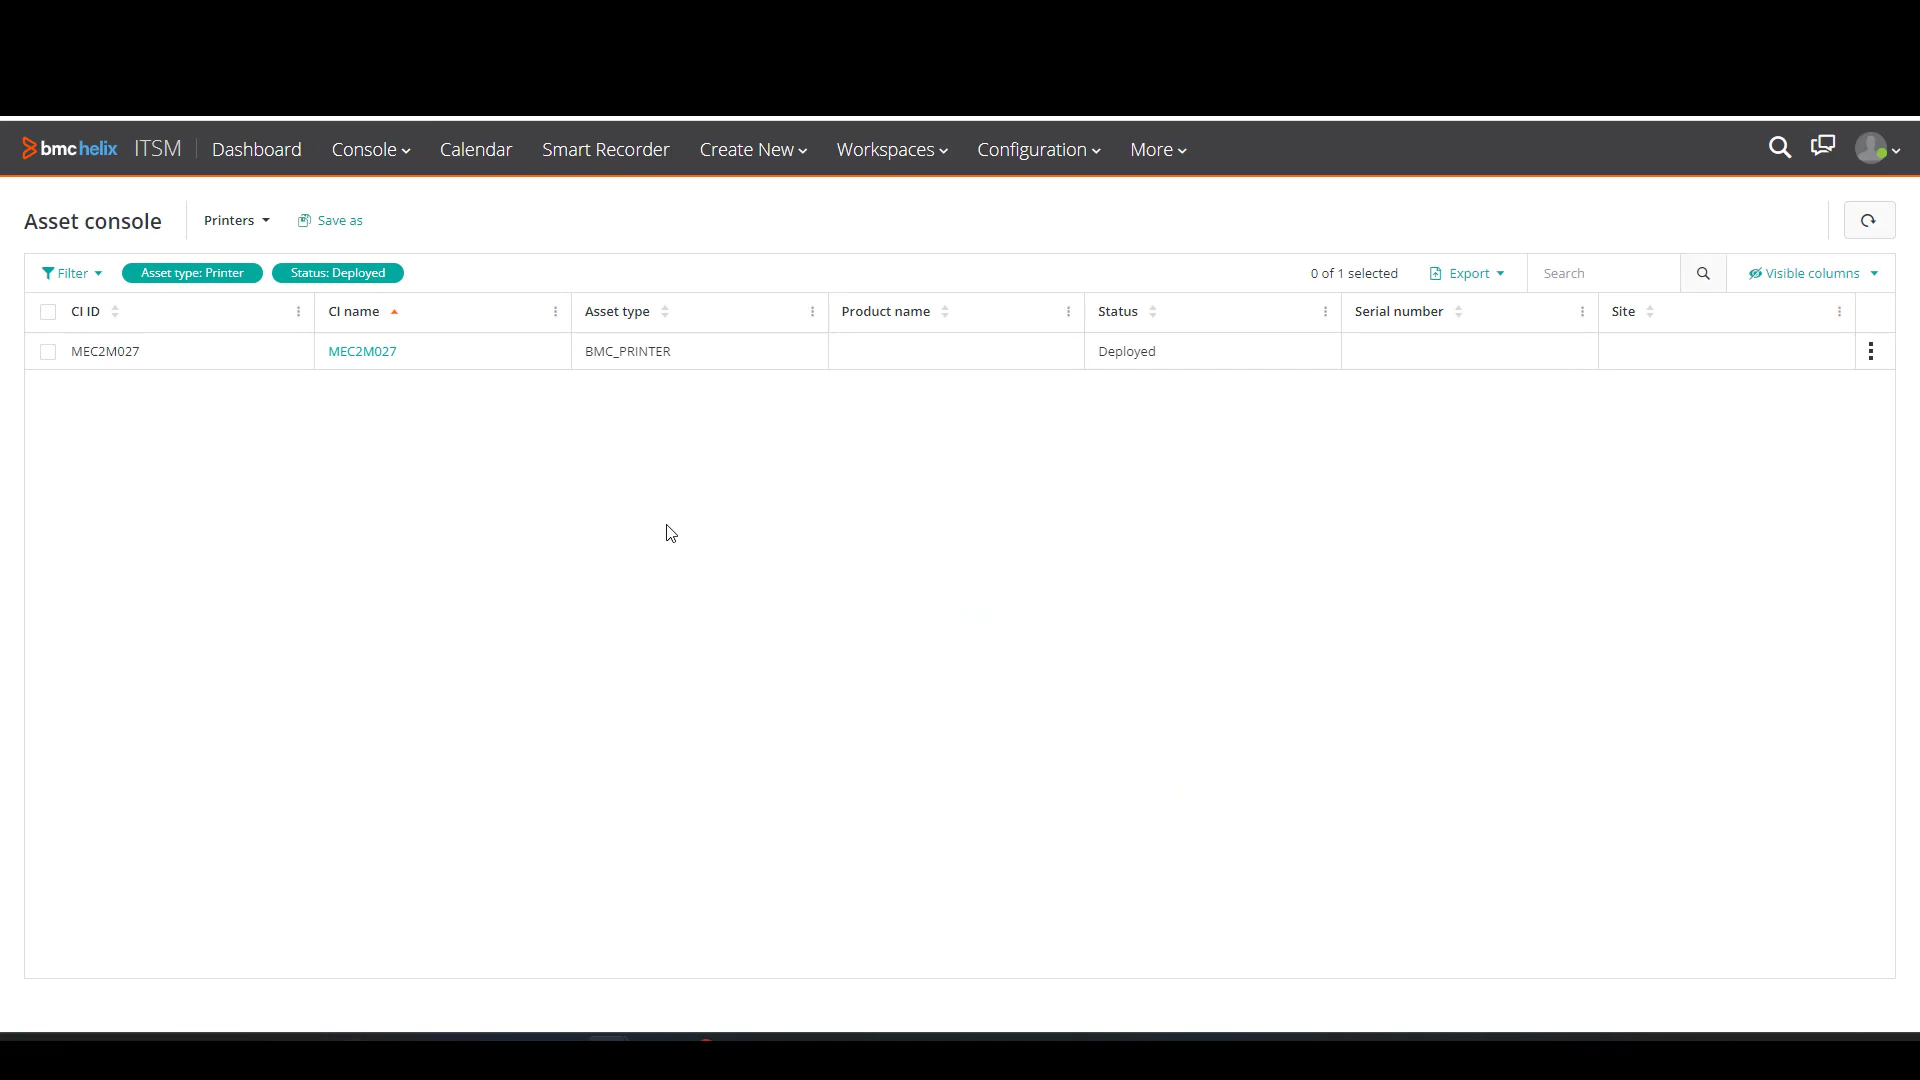 bmchelix ITSM Dashboard Console Calendar Smart Recorder Create New Workspaces Configuration More
Asset console Printers Save as
Filter Asset type: Printer Status: Deployed 0 of 1 selected Export Search Visible columns
CI ID CI name Asset type Product name Status Serial number Site
MEC2M027 MEC2M027 BMC_PRINTER Deployed